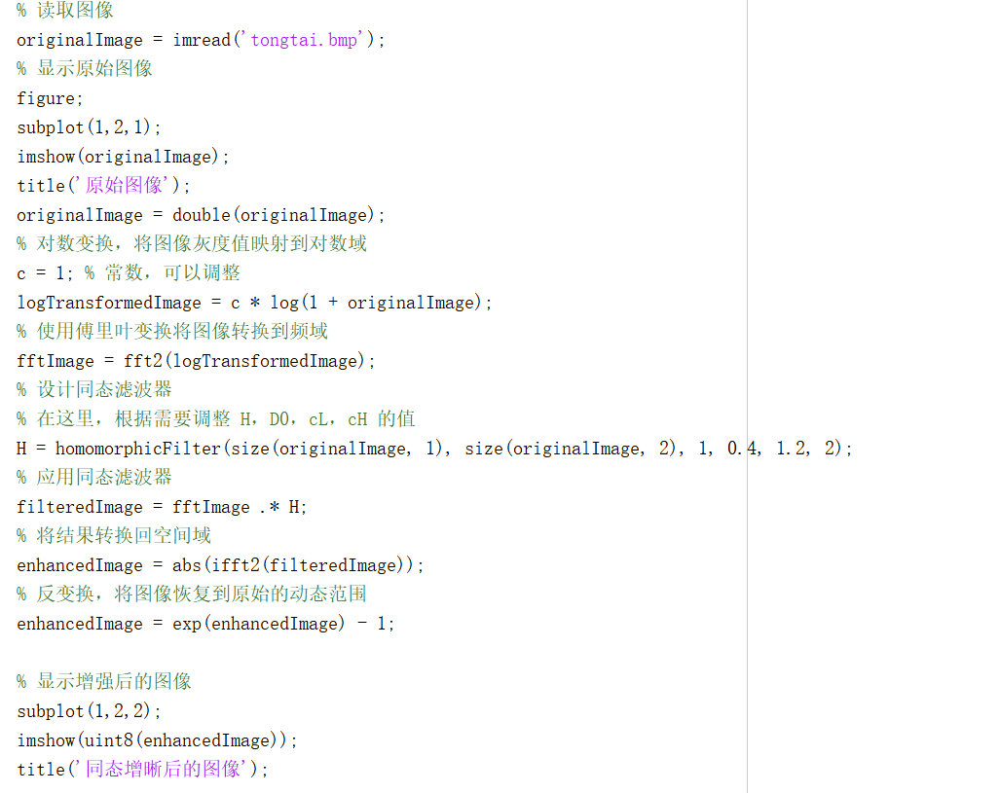 % 读取图像
originalImage = imread('tongtai.bmp');
% 显示原始图像
figure;
subplot(1,2,1);
imshow(originalImage);
title('原始图像');
originalImage = double(originalImage);
% 对数变换，将图像灰度值映射到对数域
c = 1; % 常数，可以调整
logTransformedImage = c * log(1 + originalImage);
% 使用傅里叶变换将图像转换到频域
fftImage = fft2(logTransformedImage);
% 设计同态滤波器
% 在这里，根据需要调整 H，D0，cL，cH 的值
H = homomorphicFilter(size(originalImage, 1), size(originalImage, 2), 1, 0.4, 1.2, 2);
% 应用同态滤波器
filteredImage = fftImage .* H;
% 将结果转换回空间域
enhancedImage = abs(ifft2(filteredImage));
% 反变换，将图像恢复到原始的动态范围
enhancedImage = exp(enhancedImage) - 1;
% 显示增强后的图像
subplot(1,2,2);
imshow(uint8(enhancedImage));
title('同态增晰后的图像');